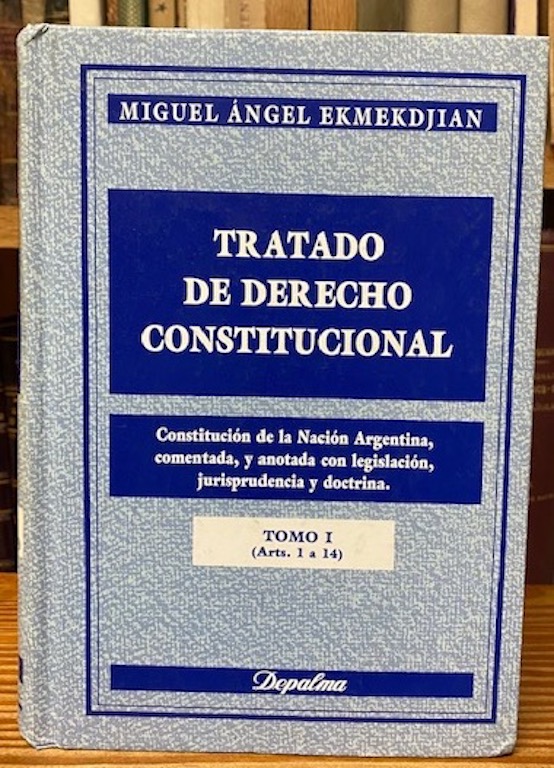 MIGUEL ÁNGEL EKMEKDJIAN
TRATADO
DE DERECHO
CONSTITUCIONAL
Constitución de la Nación Argentina,
comentada, y anotada con legislación,
jurisprudencia y doctrina.
TOMO I
(Arts. 1 a 14)
Depalma